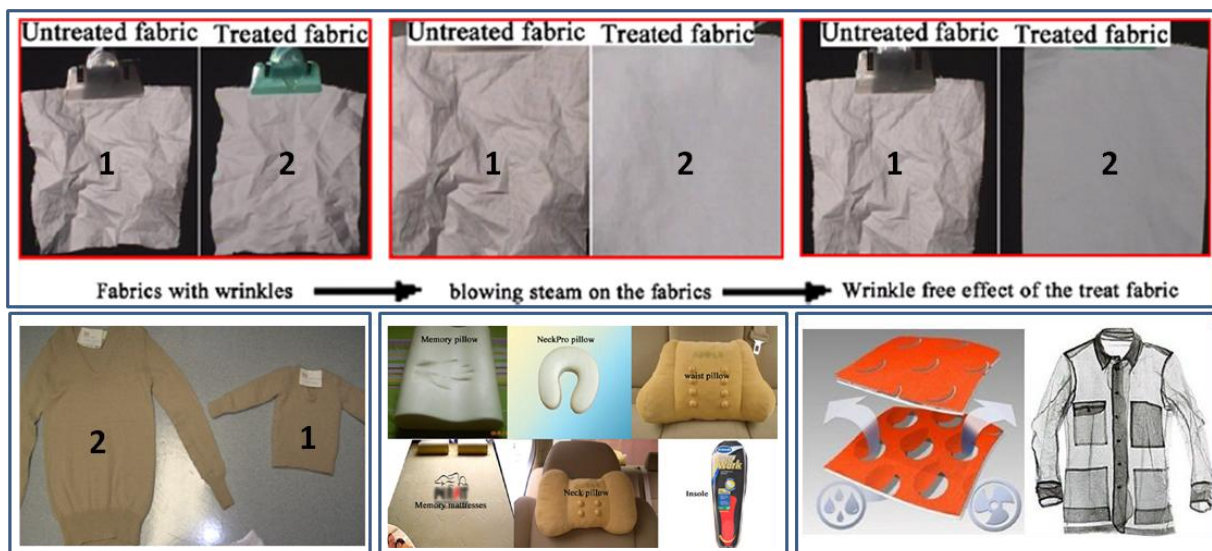 Untreated fabric Treated fabric
1 2
Untreated fabric Treated fabric
1 2
Untreated fabric Treated fabric
1 2
Fabrics with wrinkles blowing steam on the fabrics Wrinkle free effect of the treat fabric
2 1
Memory pillow
NeckPro pillow
waist pillow
Memory mattresses
Neck pillow
Insole
Work